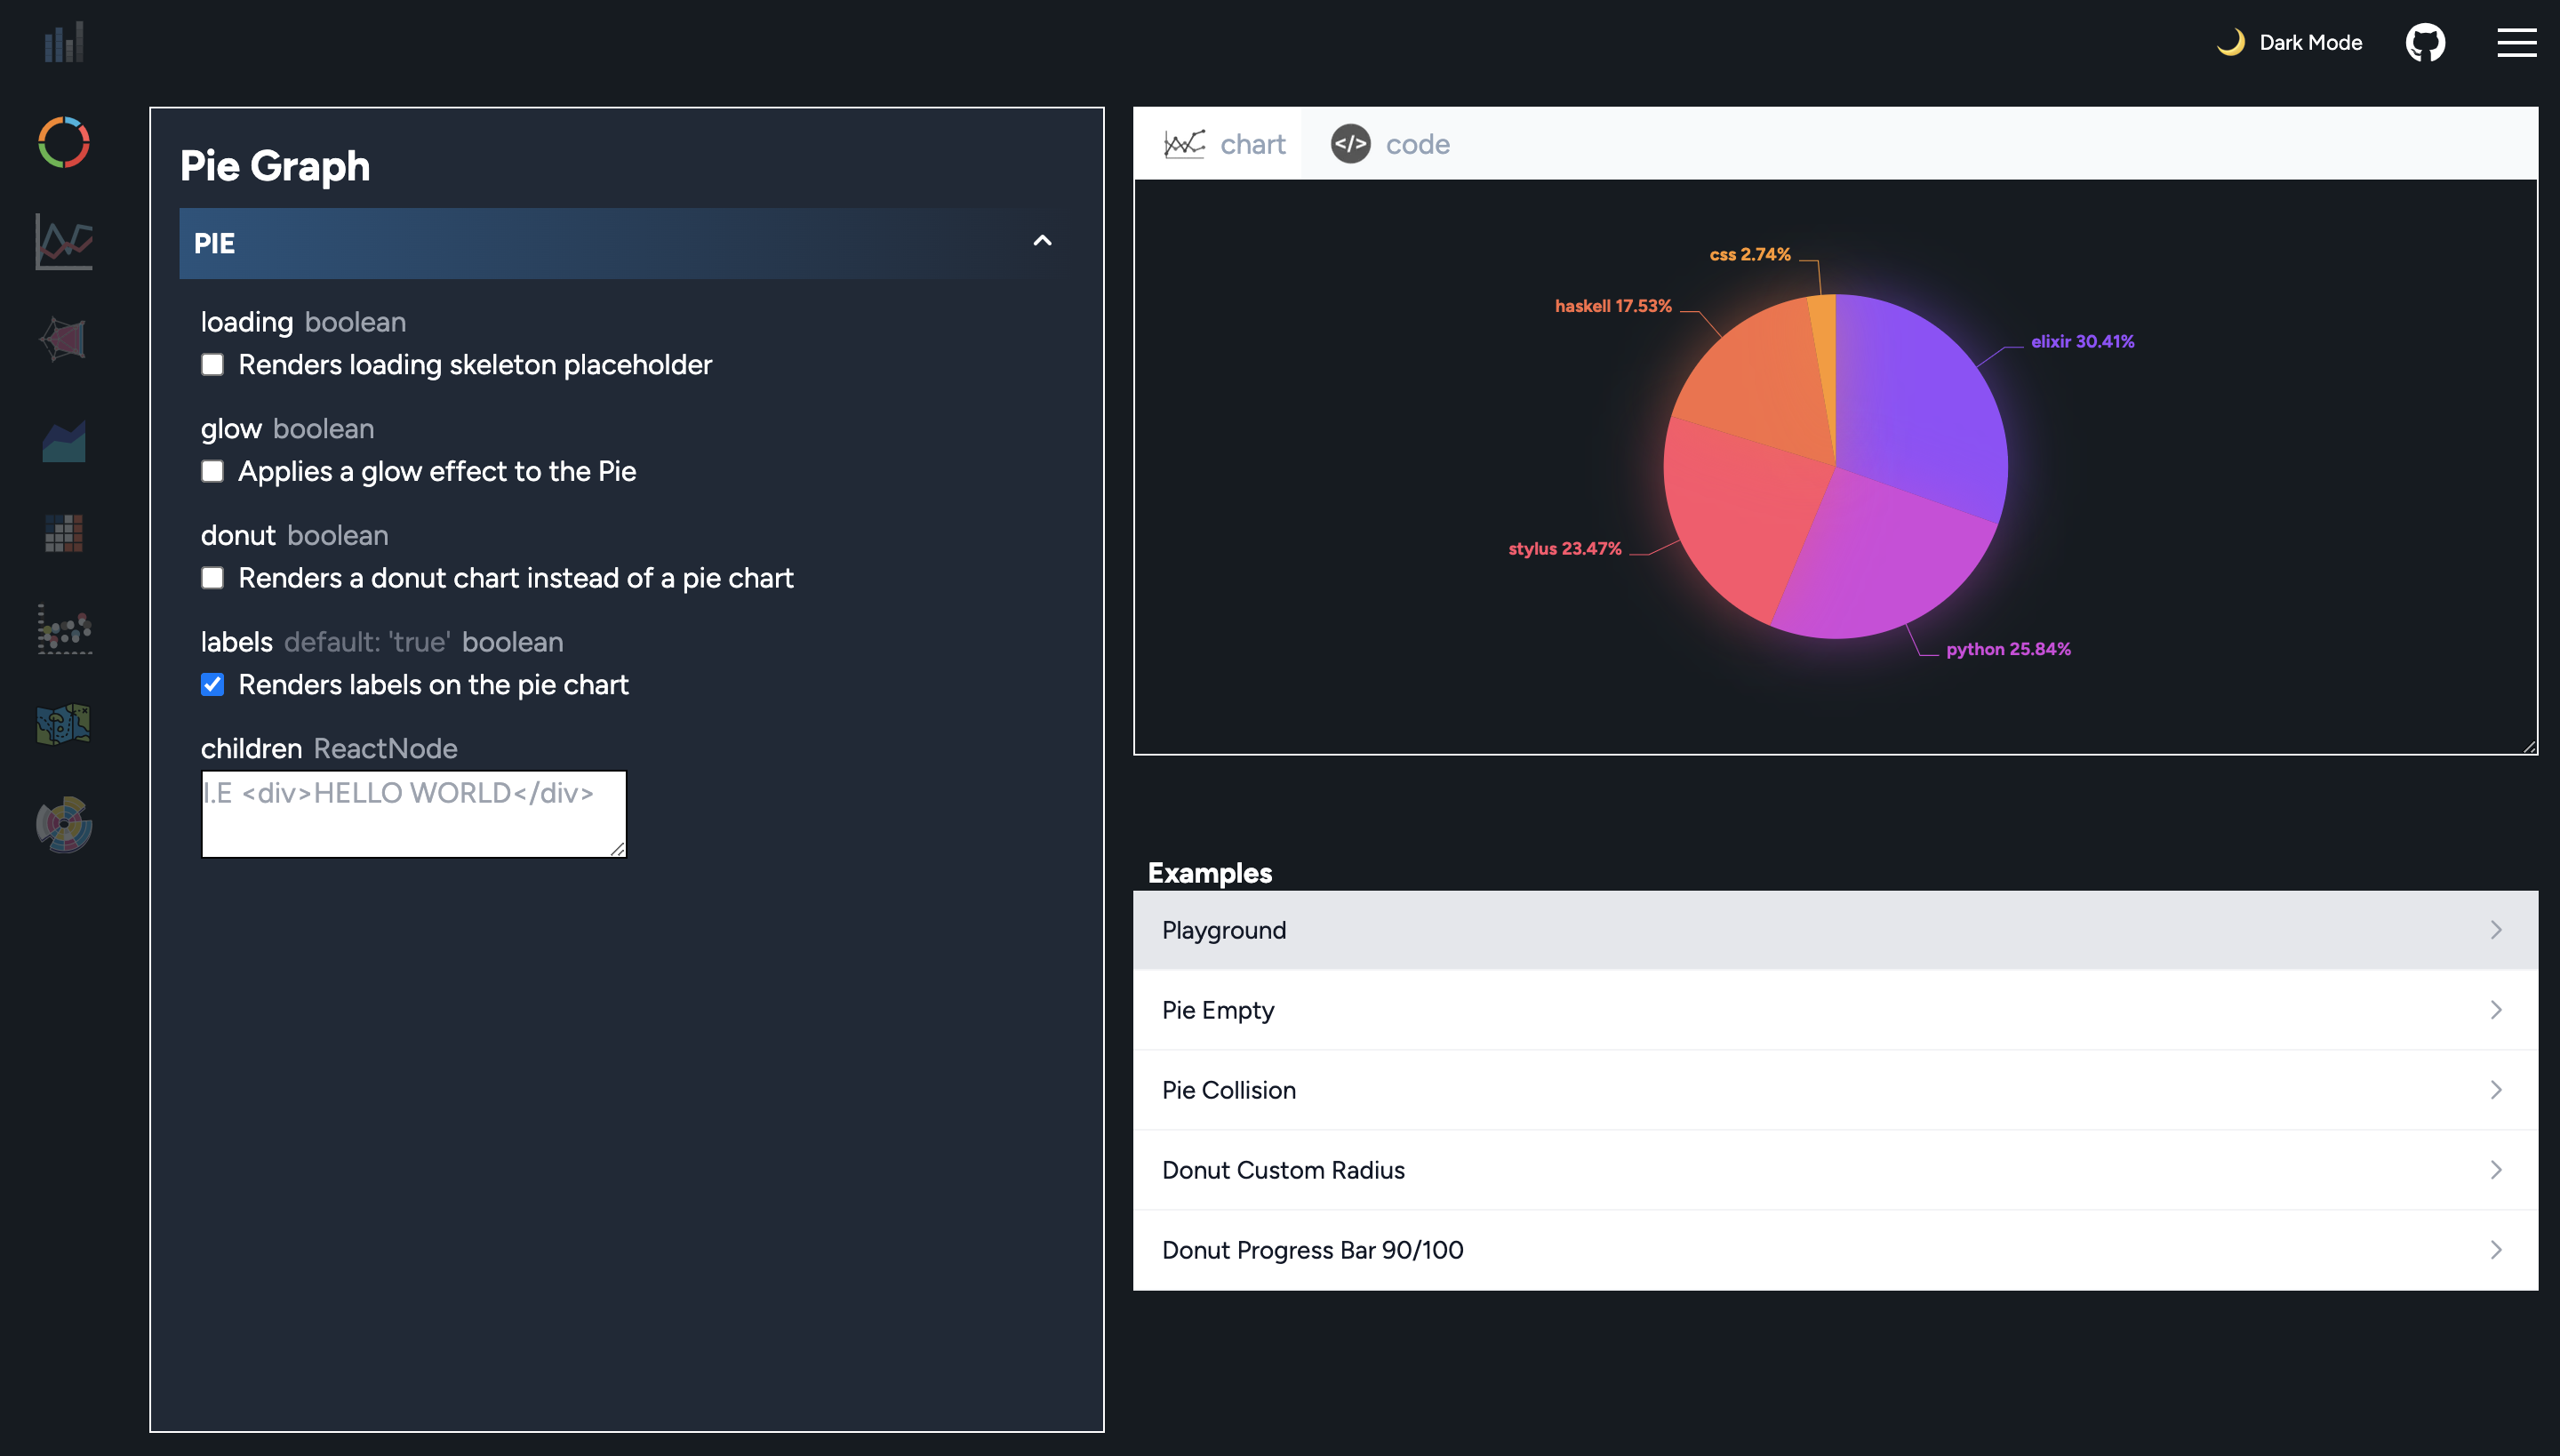 Dark Mode
Pie Graph
PIE
loading boolean
Renders loading skeleton placeholder
glow boolean
Applies a glow effect to the Pie
donut boolean
Renders a donut chart instead of a pie chart
labels default: 'true' boolean
Renders labels on the pie chart
children ReactNode
I.E <div>HELLO WORLD</div>
chart
</> code
css 2.74%
haskell 17.53%
elixir 30.41%
stylus 23.47%
python 25.84%
Examples
Playground
Pie Empty
Pie Collision
Donut Custom Radius
Donut Progress Bar 90/100